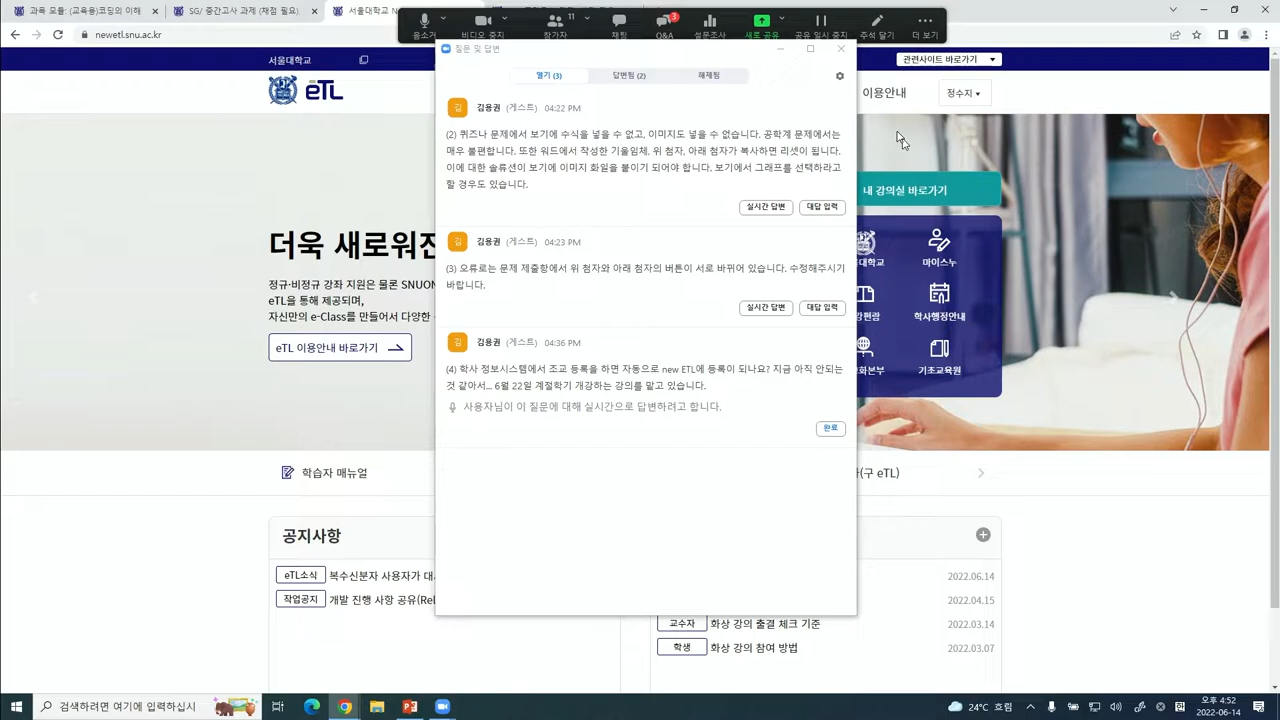 과목 모듈: (교육용)코딩의 이해
SG/ 중간고사 과제 (채점 필요).
서울대학교 N
newetl.snu.ac.kr
비디오 중지
11
참가자
채팅
3
Q&A
설문조사
새로 공유
공유 일시 중지
주석 달기
더 보기
서울대학교
관련사이트 바로가기
eTL
이용안내
정수지
질문 및 답변
열기 (3)
답변됨 (2)
해제됨
김
김용권 (게스트) 04:22 PM
(2) 퀴즈나 문제에서 보기에 수식을 넣을 수 없고, 이미지도 넣을 수 없습니다. 공학계 문제에서는
매우 불편합니다. 또한 워드에서 작성한 기울임체, 위 첨자, 아래 첨자가 복사하면 리셋이 됩니다.
이에 대한 솔류션이 보기에 이미지 화일을 붙이기 되어야 합니다. 보기에서 그래프를 선택하라고
할 경우도 있습니다.
실시간 답변
대답 입력
김
김용권 (게스트) 04:23 PM
(3) 오류로는 문제 제출항에서 위 첨자와 아래 첨자의 버튼이 서로 바뀌어 있습니다. 수정해주시기
바랍니다.
실시간 답변
대답 입력
김
김용권 (게스트) 04:36 PM
(4) 학사 정보시스템에서 조교 등록을 하면 자동으로 new ETL에 등록이 되나요? 지금 아직 안되는
것 같아서... 6월 22일 계절학기 개강하는 강의를 맡고 있습니다.
사용자님이 이 질문에 대해 실시간으로 답변하려고 합니다.
완료
더욱 새로워진
정규·비정규 강좌 지원은 물론 SNUON
eTL을 통해 제공되며,
자신만의 e-Class를 만들어서 다양한
eTL 이용안내 바로가기
내 강의실 바로가기
대학교
마이스누
학사행정안내
기초교육원
학습자 매뉴얼
(구 eTL)
공지사항
eTL소식
복수신분자 사용자가 대
2022.06.14
작업공지
개발 진행 사항 공유(Rel
2022.04.15
교수자
화상 강의 출결 체크 기준
2022.03.14
학생
화상 강의 참여 방법
2022.03.07
검색하려면 여기에 입력하십시
24°C 흐림
오후 4:52
2022-06-14